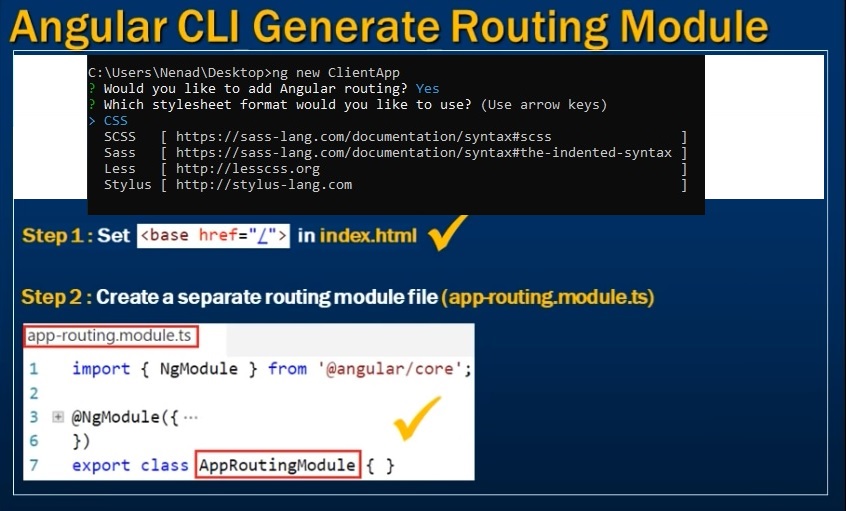 Angular CLI Generate Routing Module
C:\Users\Nenad\Desktop>ng new ClientApp
? Would you like to add Angular routing? Yes
? Which stylesheet format would you like to use? (Use arrow keys)
> CSS
SCSS [ https://sass-lang.com/documentation/syntax#scss ]
Sass [ https://sass-lang.com/documentation/syntax#the-indented-syntax ]
Less [ http://lesscss.org ]
Stylus [ http://stylus-lang.com ]
Step 1 : Set <base href="/"> in index.html
Step 2 : Create a separate routing module file (app-routing.module.ts)
app-routing.module.ts
1 import { NgModule } from '@angular/core';
2
3 @NgModule({ ...
6 })
7 export class AppRoutingModule { }